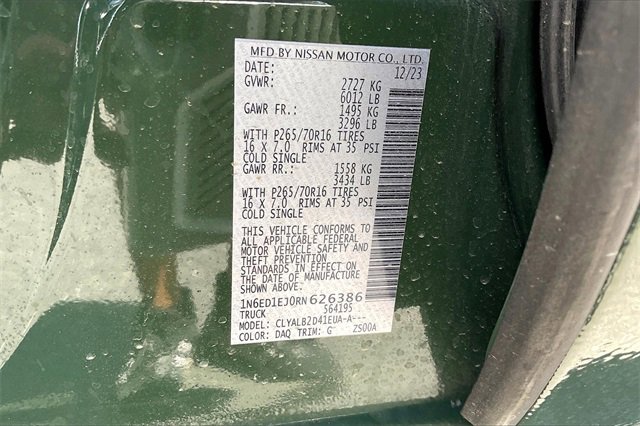 MFD BY NISSAN MOTOR CO., LTD.
DATE: 12/23
GVWR: 2727 KG
6012 LB
GAWR FR.: 1495 KG
3296 LB
WITH P265/70R16 TIRES
16 X 7.0 RIMS AT 35 PSI
COLD SINGLE
GAWR RR.: 1558 KG
3434 LB
WITH P265/70R16 TIRES
16 X 7.0 RIMS AT 35 PSI
COLD SINGLE
THIS VEHICLE CONFORMS TO
ALL APPLICABLE FEDERAL
MOTOR VEHICLE SAFETY AND
THEFT PREVENTION
STANDARDS IN EFFECT ON
THE DATE OF MANUFACTURE
SHOWN ABOVE.
1N6ED1EJ0RN626386
TRUCK 564195
MODEL: CLYALB2D41EUA-A---
COLOR: DAQ TRIM: G ZS00A